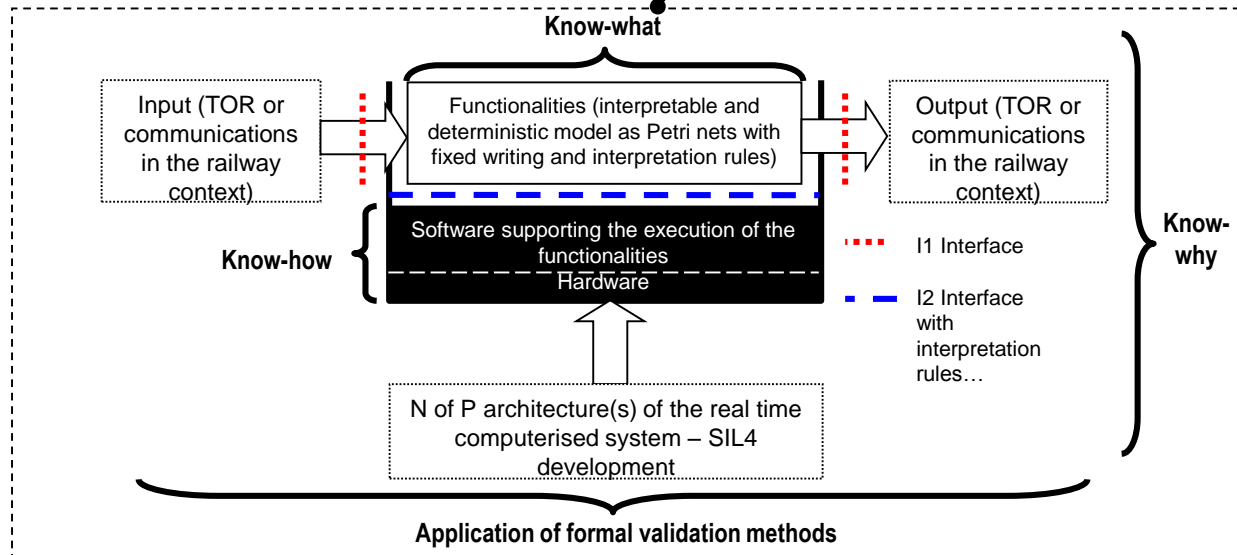 Know-what
Input (TOR or
communications
in the railway
context)
Functionalities (interpretable and
deterministic model as Petri nets with
fixed writing and interpretation rules)
Output (TOR or
communications
in the railway
context)
Know-how
Software supporting the execution of the
functionalities
Hardware
I1 Interface
I2 Interface
with
interpretation
rules…
Know-
why
N of P architecture(s) of the real time
computerised system – SIL4
development
Application of formal validation methods